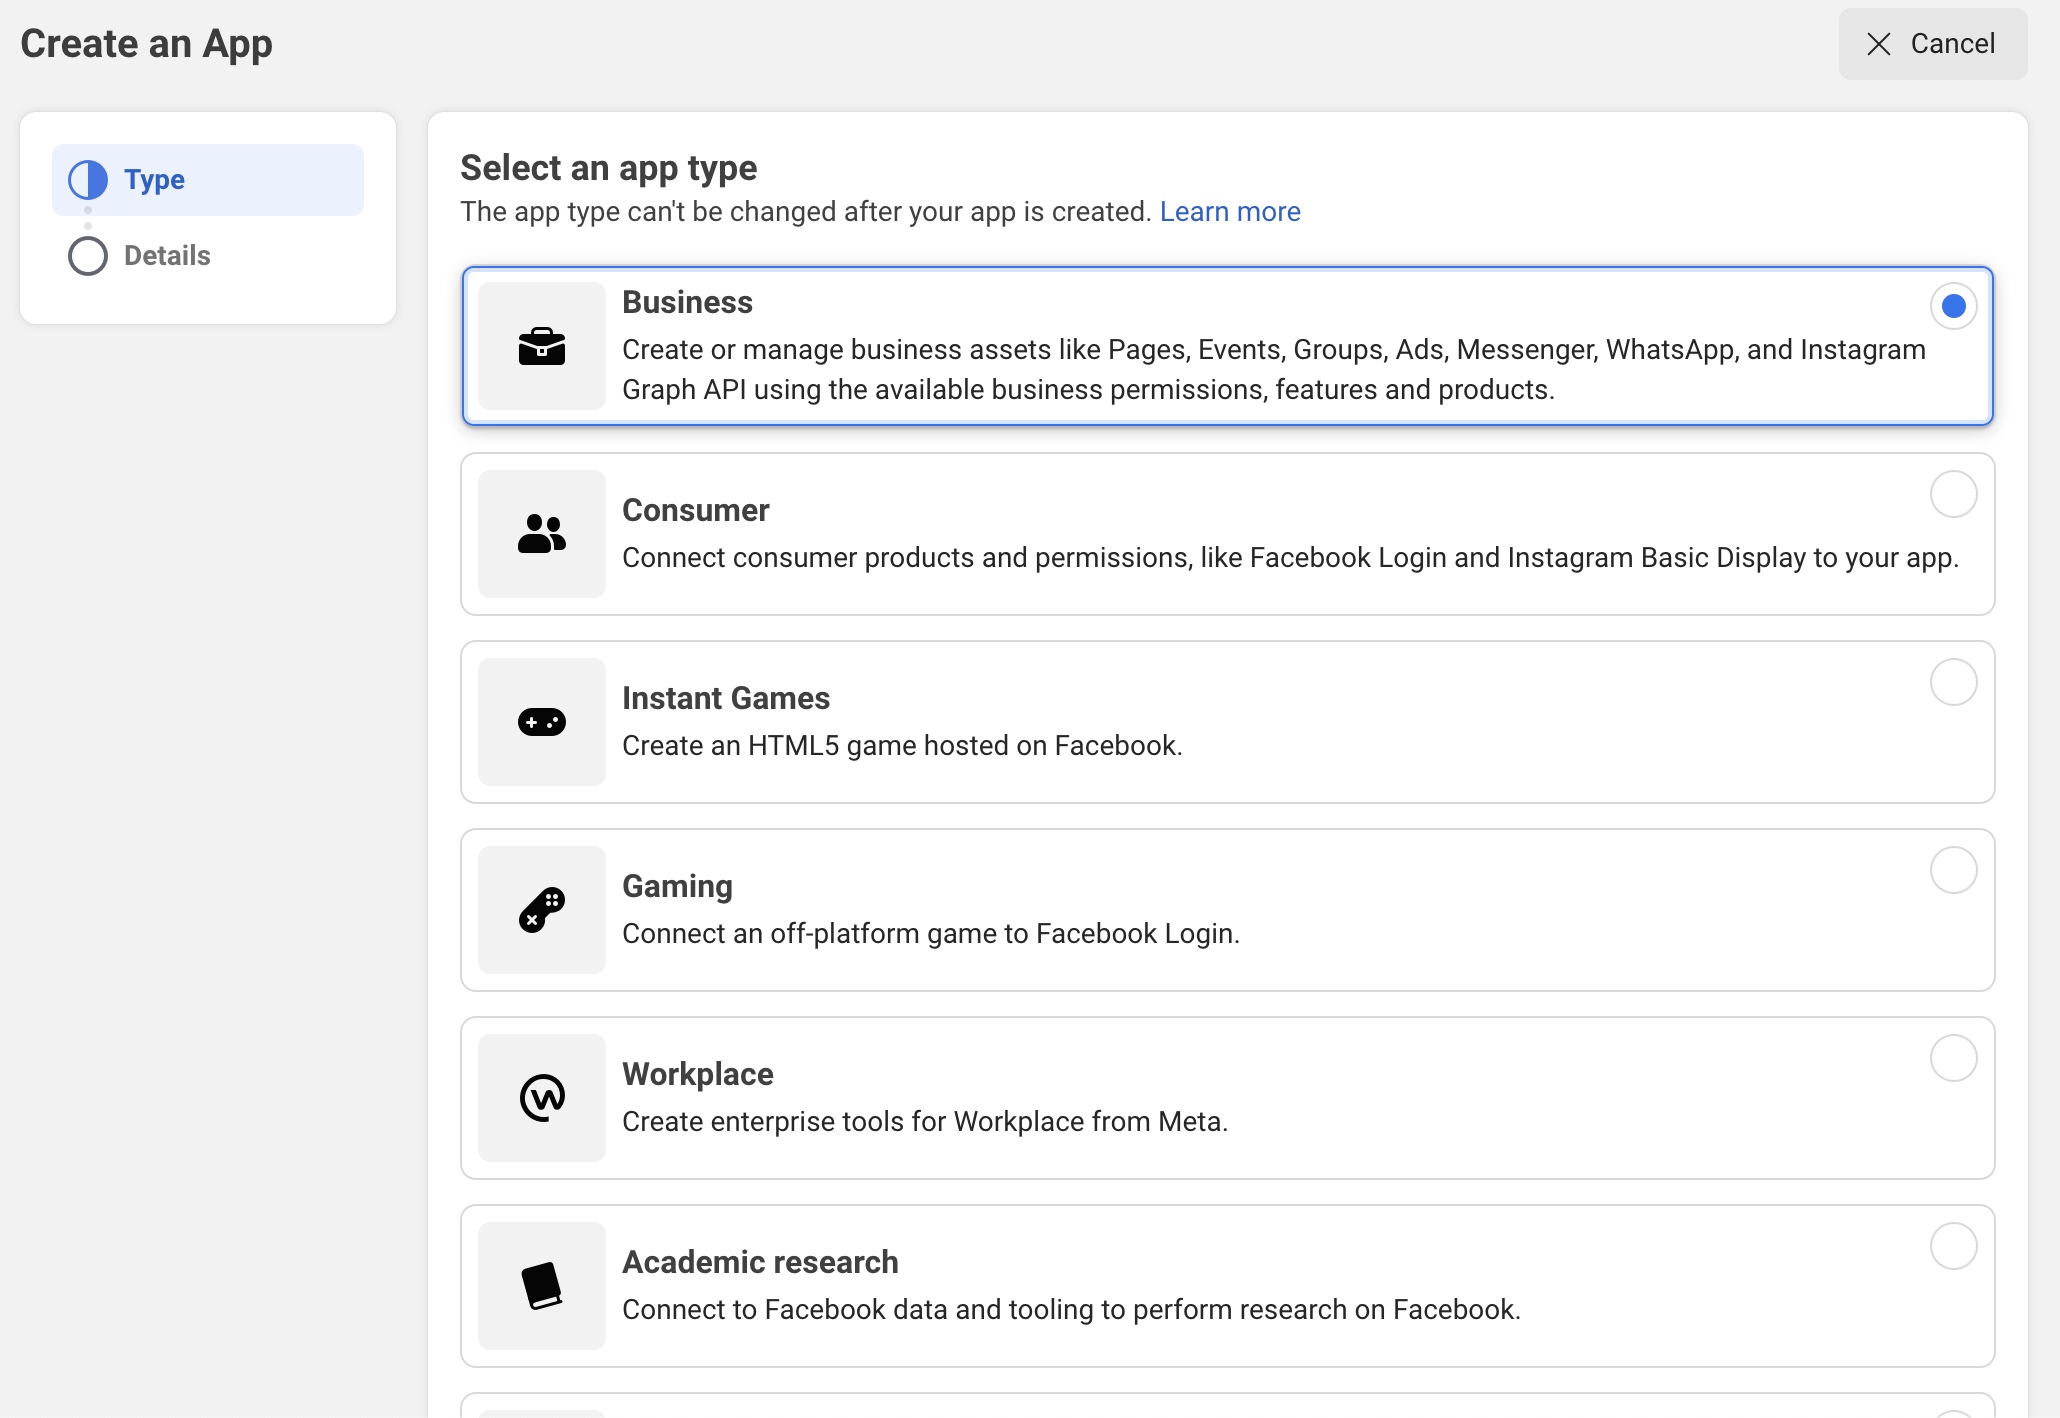 Create an App
Cancel
Type
Details
Select an app type
The app type can't be changed after your app is created. Learn more
Business
Create or manage business assets like Pages, Events, Groups, Ads, Messenger, WhatsApp, and Instagram
Graph API using the available business permissions, features and products.
Consumer
Connect consumer products and permissions, like Facebook Login and Instagram Basic Display to your app.
Instant Games
Create an HTML5 game hosted on Facebook.
Gaming
Connect an off-platform game to Facebook Login.
Workplace
Create enterprise tools for Workplace from Meta.
Academic research
Connect to Facebook data and tooling to perform research on Facebook.